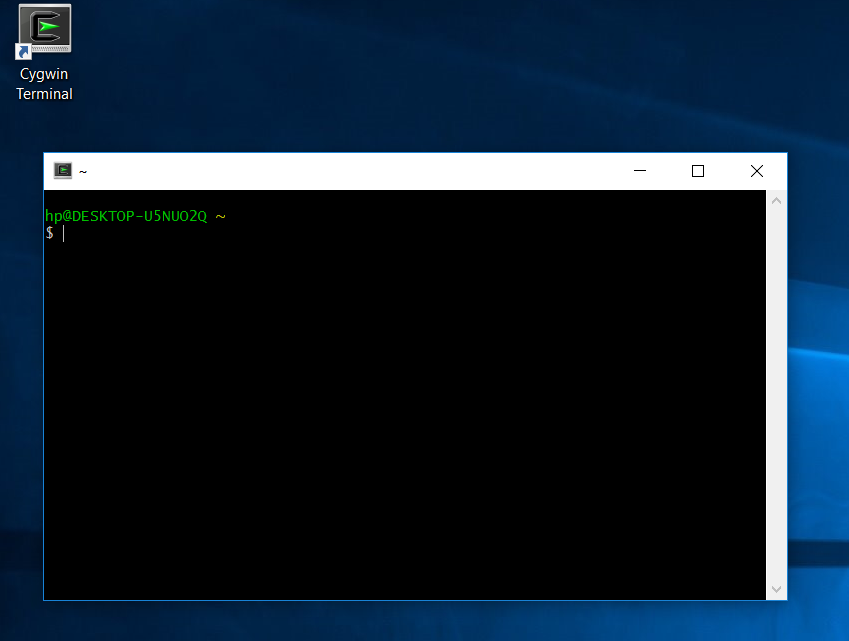 Cygwin
Terminal
~
hp@DESKTOP-U5NUO2Q ~
$